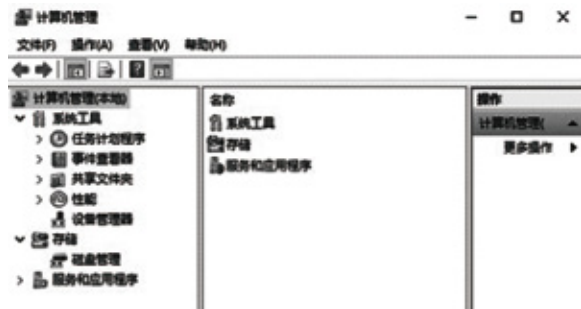 计算机管理
文件(F) 操作(A) 查看(V) 帮助(H)
计算机管理(本地)
系统工具
任务计划程序
事件查看器
共享文件夹
性能
设备管理器
存储
磁盘管理
服务和应用程序
名称
系统工具
存储
服务和应用程序
操作
计算机管理(
更多操作